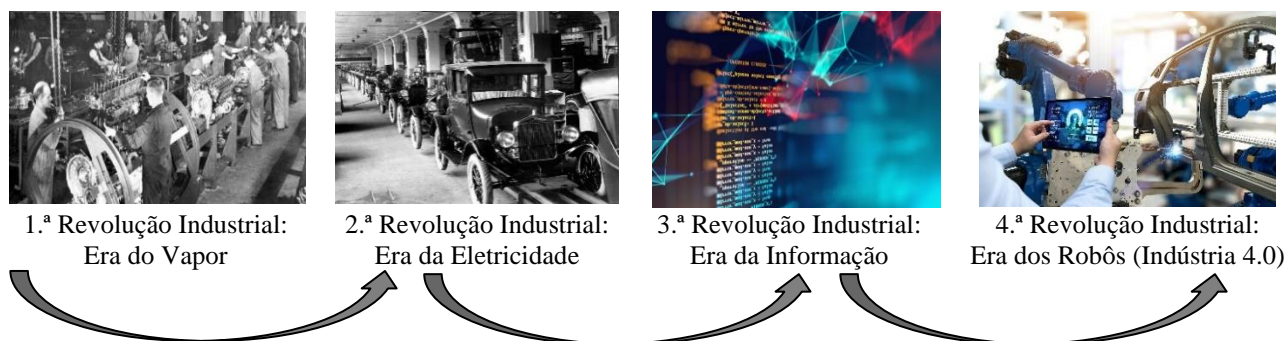 1.ª Revolução Industrial:
Era do Vapor
2.ª Revolução Industrial:
Era da Eletricidade
3.ª Revolução Industrial:
Era da Informação
4.ª Revolução Industrial:
Era dos Robôs (Indústria 4.0)